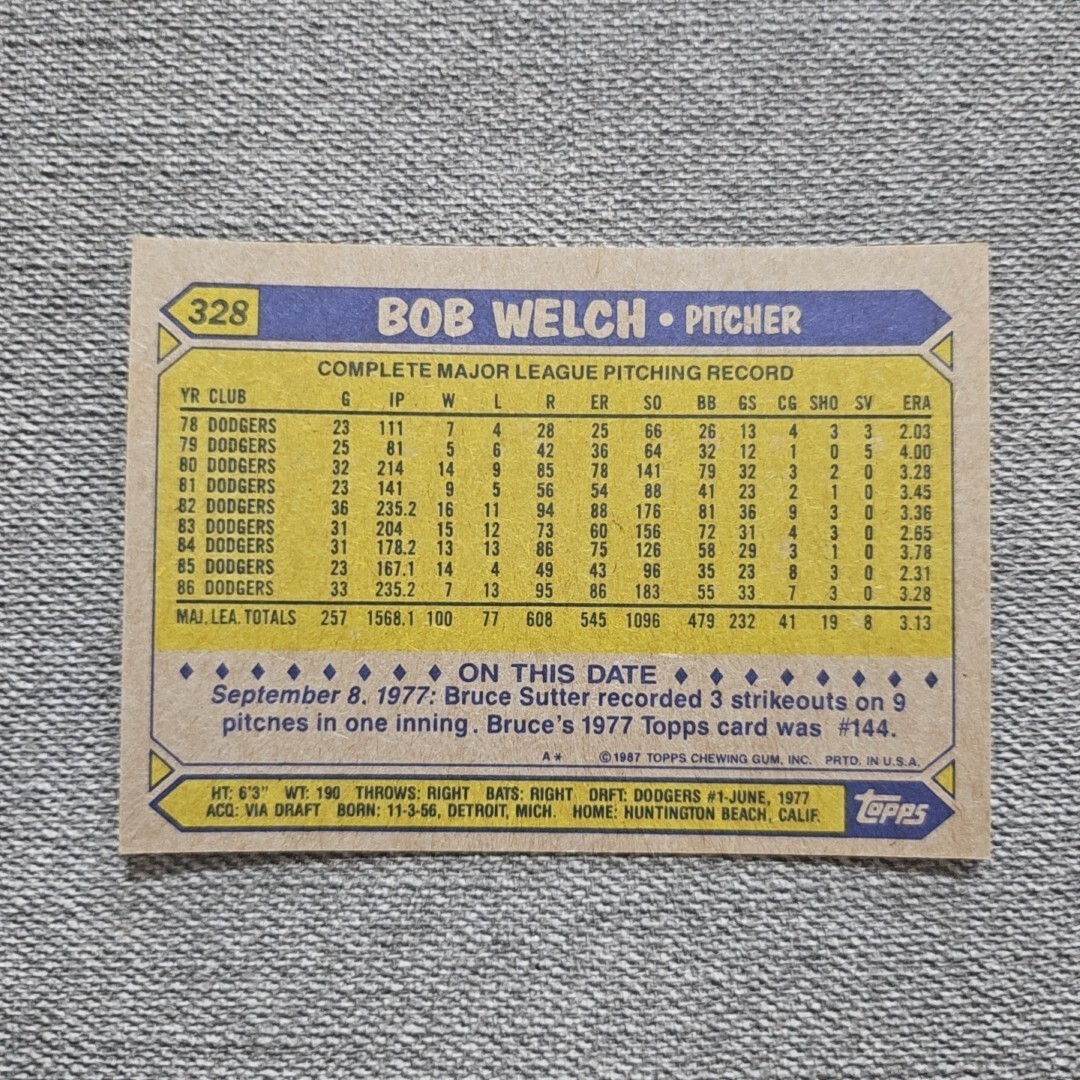 328 BOB WELCH • PITCHER
COMPLETE MAJOR LEAGUE PITCHING RECORD
YR CLUB G IP W L R ER SO BB GS CG SHO SV ERA
78 DODGERS 23 111 7 4 28 25 66 26 13 4 3 3 2.03
79 DODGERS 25 81 5 6 42 36 64 32 12 1 0 5 4.00
80 DODGERS 32 214 14 9 85 78 141 79 32 3 2 0 3.28
81 DODGERS 23 141 9 5 56 54 88 41 23 2 1 0 3.45
82 DODGERS 36 235.2 16 11 94 88 176 81 36 9 3 0 3.36
83 DODGERS 31 204 15 12 73 60 156 72 31 4 3 0 2.65
84 DODGERS 31 178.2 13 13 86 75 126 58 29 3 1 0 3.78
85 DODGERS 23 167.1 14 4 49 43 96 35 23 8 3 0 2.31
86 DODGERS 33 235.2 7 13 95 86 183 55 33 7 3 0 3.28
MAJ. LEA. TOTALS 257 1568.1 100 77 608 545 1096 479 232 41 19 8 3.13
ON THIS DATE
September 8, 1977: Bruce Sutter recorded 3 strikeouts on 9
pitches in one inning. Bruce's 1977 Topps card was #144.
A* ©1987 TOPPS CHEWING GUM, INC. PRTD. IN U.S.A.
HT: 6'3" WT: 190 THROWS: RIGHT BATS: RIGHT DRFT: DODGERS #1-JUNE, 1977
ACQ: VIA DRAFT BORN: 11-3-56, DETROIT, MICH. HOME: HUNTINGTON BEACH, CALIF.
topps